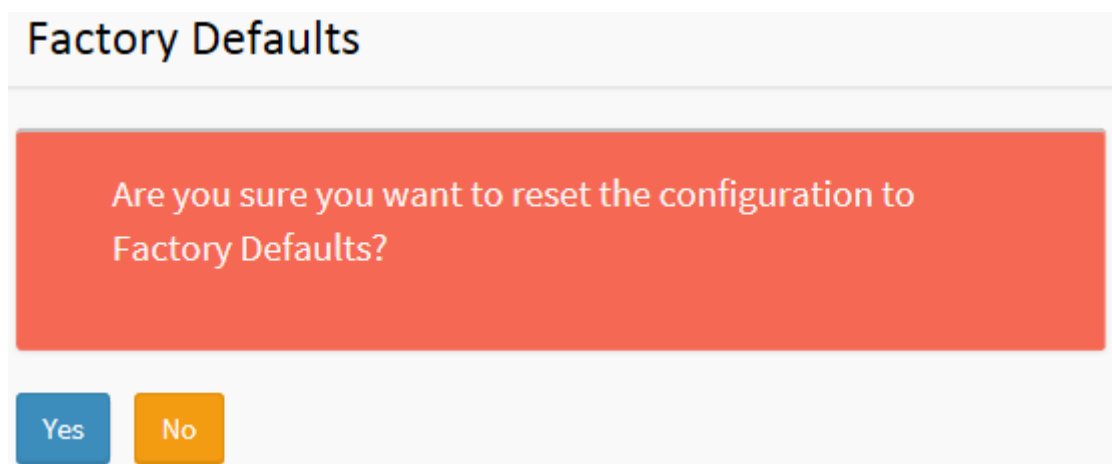 Factory Defaults
Are you sure you want to reset the configuration to
Factory Defaults?
Yes
No